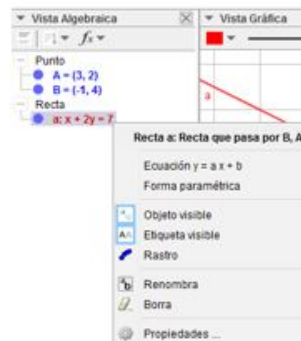 Vista Algebraica
Vista Gráfica
Punto
A = (3, 2)
B = (-1, 4)
Recta
a: x + 2y = 7
a
Recta a: Recta que pasa por B, A
Ecuación y = a x + b
Forma paramétrica
Objeto visible
Etiqueta visible
Rastro
Renombra
Borra
Propiedades ...